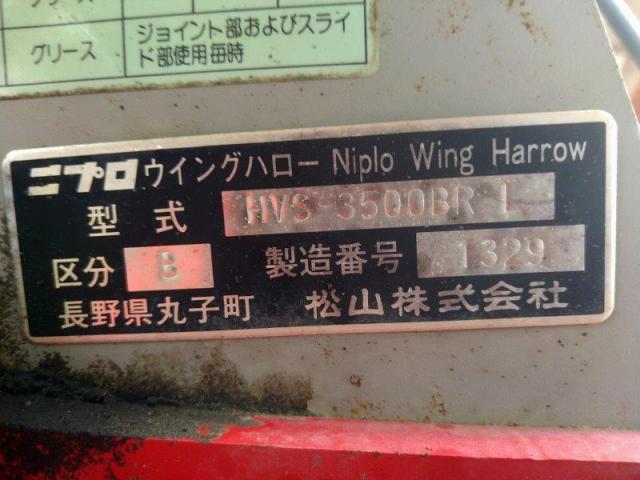 グリース
ジョイント部およびスライ
ド部使用毎時
ニプロ ウイングハロー Niplo Wing Harrow
型式 HVS-3500BR L
区分 B 製造番号 1329
長野県丸子町 松山株式会社